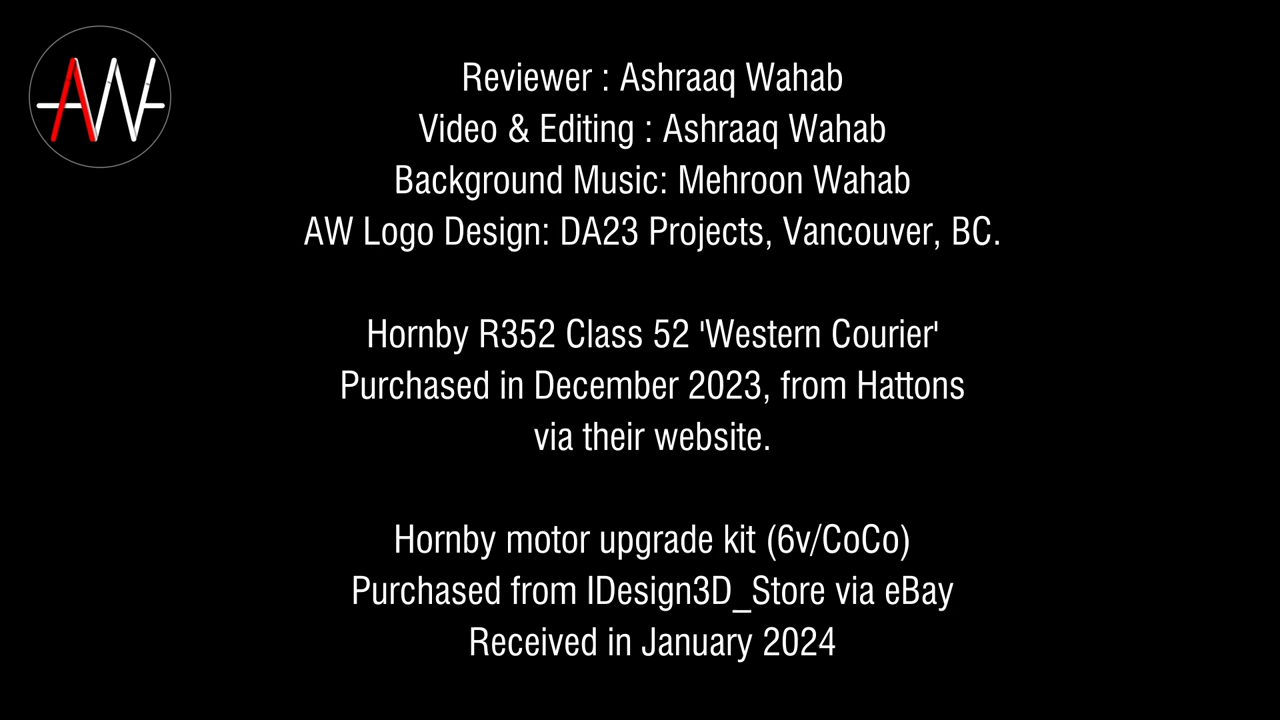 AW
Reviewer : Ashraaq Wahab
Video & Editing : Ashraaq Wahab
Background Music: Mehroon Wahab
AW Logo Design: DA23 Projects, Vancouver, BC.
Hornby R352 Class 52 'Western Courier'
Purchased in December 2023, from Hattons
via their website.
Hornby motor upgrade kit (6v/CoCo)
Purchased from IDesign3D_Store via eBay
Received in January 2024